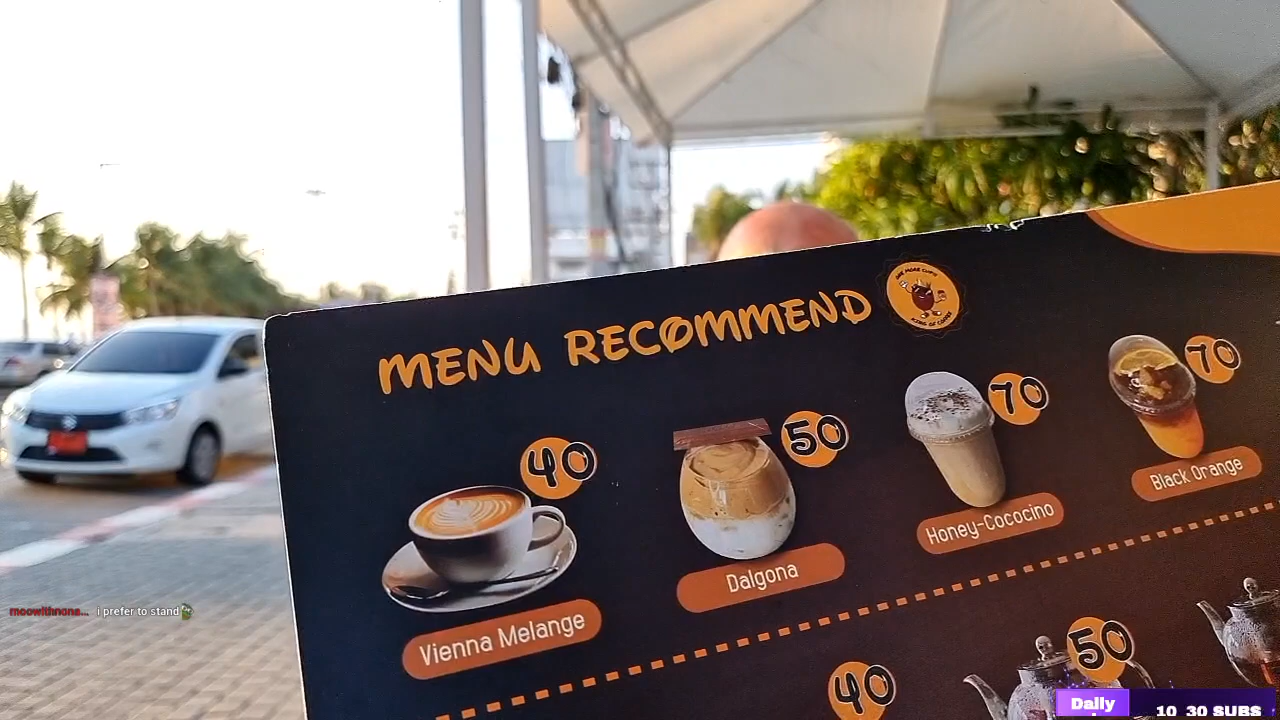 MENU RECOMMEND
40
50
70
70
Vienna Melange
Dalgona
Honey-Cococino
Black Orange
40
50
moowithnana... i prefer to stand
Daily
10 30 SUBS